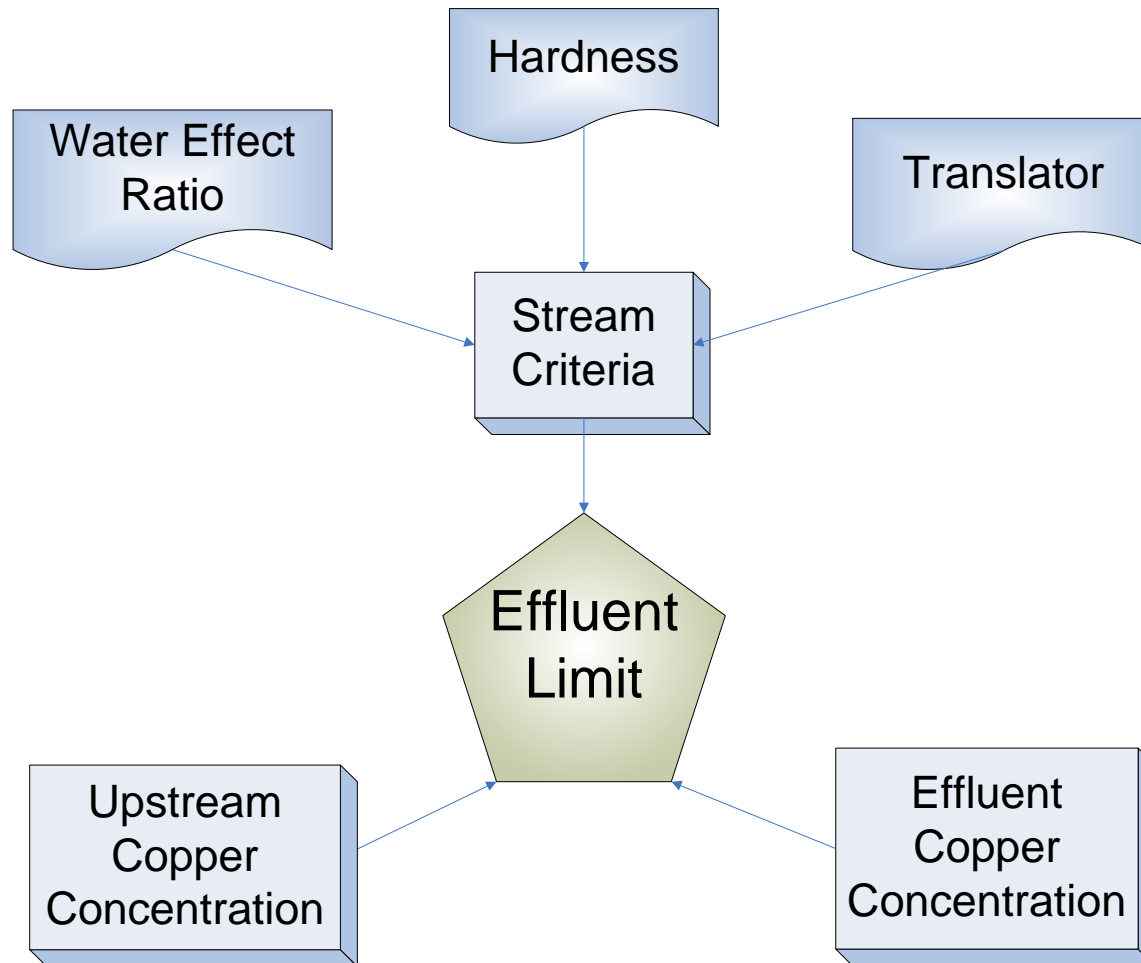 Hardness
Water Effect
Ratio
Translator
Stream
Criteria
Effluent
Limit
Upstream
Copper
Concentration
Effluent
Copper
Concentration